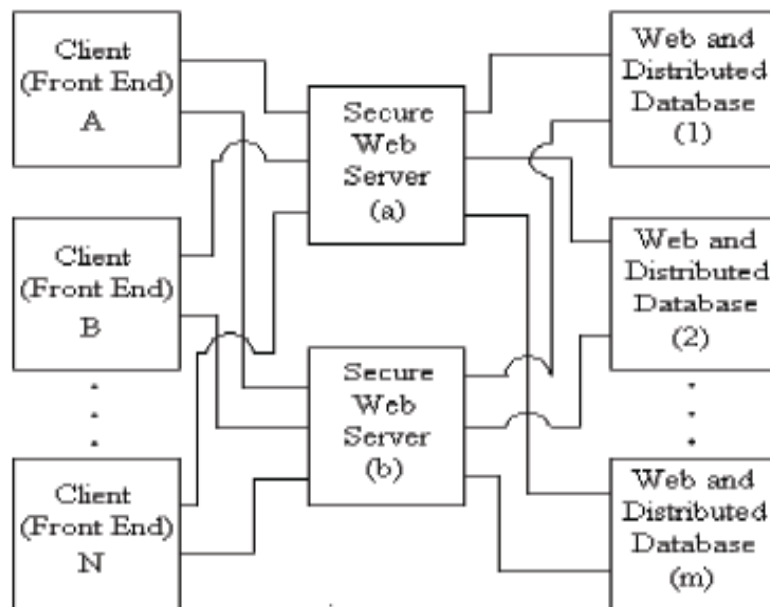 Client
(Front End)
A
Client
(Front End)
B
Client
(Front End)
N
Secure
Web
Server
(a)
Secure
Web
Server
(b)
Web and
Distributed
Database
(1)
Web and
Distributed
Database
(2)
Web and
Distributed
Database
(m)